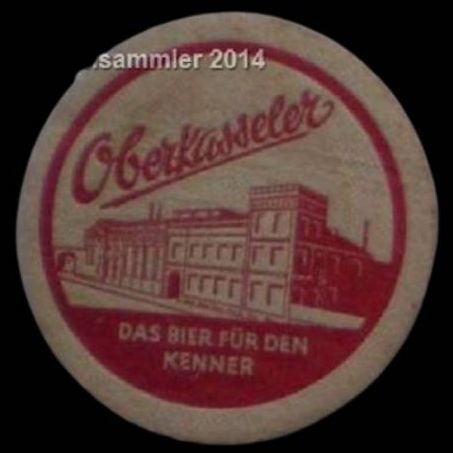 .sammler 2014
Oberkasseler
DAS BIER FÜR DEN
KENNER